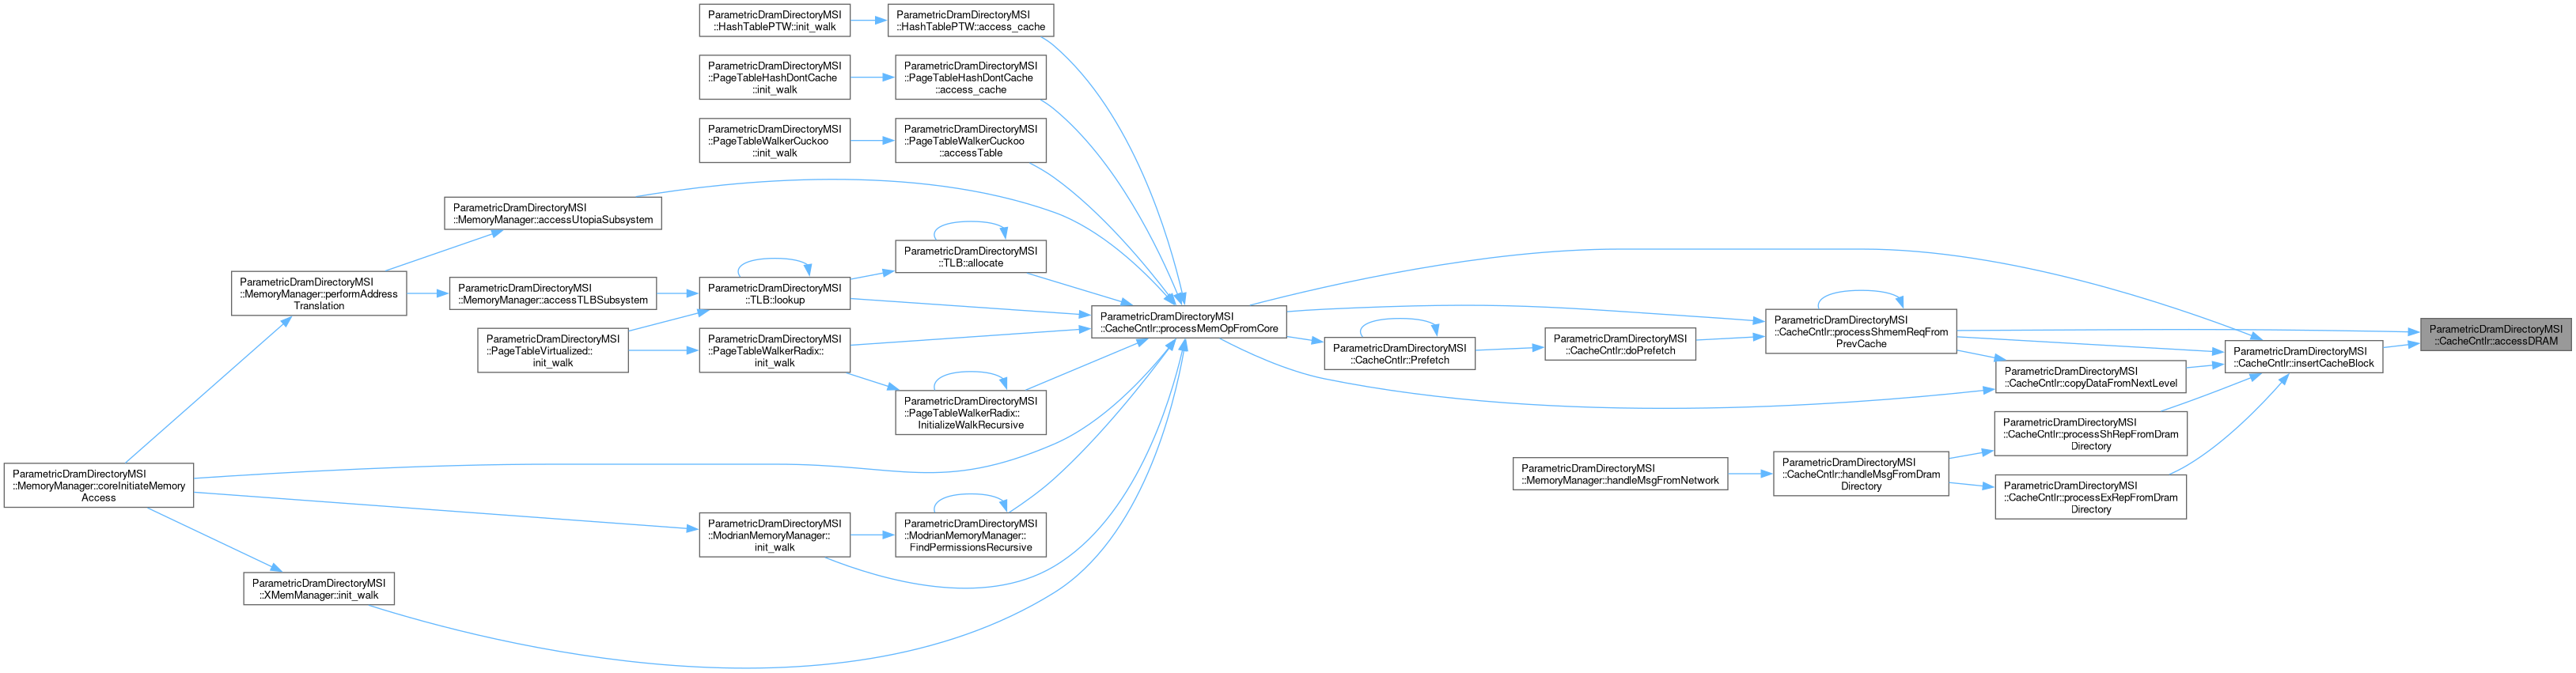 ParametricDramDirectoryMSI
::HashTablePTW::init_walk
ParametricDramDirectoryMSI
::HashTablePTW::access_cache
ParametricDramDirectoryMSI
::PageTableHashDontCache
::init_walk
ParametricDramDirectoryMSI
::PageTableHashDontCache
::access_cache
ParametricDramDirectoryMSI
::PageTableWalkerCuckoo
::init_walk
ParametricDramDirectoryMSI
::PageTableWalkerCuckoo
::accessTable
ParametricDramDirectoryMSI
::MemoryManager::accessUtopiaSubsystem
ParametricDramDirectoryMSI
::TLB::allocate
ParametricDramDirectoryMSI
::MemoryManager::performAddress
Translation
ParametricDramDirectoryMSI
::MemoryManager::accessTLBSubsystem
ParametricDramDirectoryMSI
::TLB::lookup
ParametricDramDirectoryMSI
::PageTableVirtualized::
init_walk
ParametricDramDirectoryMSI
::PageTableWalkerRadix::
init_walk
ParametricDramDirectoryMSI
::PageTableWalkerRadix::
InitializeWalkRecursive
ParametricDramDirectoryMSI
::CacheCntlr::processMemOpFromCore
ParametricDramDirectoryMSI
::CacheCntlr::Prefetch
ParametricDramDirectoryMSI
::CacheCntlr::doPrefetch
ParametricDramDirectoryMSI
::CacheCntlr::processShmemReqFrom
PrevCache
ParametricDramDirectoryMSI
::CacheCntlr::copyDataFromNextLevel
ParametricDramDirectoryMSI
::CacheCntlr::insertCacheBlock
ParametricDramDirectoryMSI
::CacheCntlr::accessDRAM
ParametricDramDirectoryMSI
::CacheCntlr::processShRepFromDram
Directory
ParametricDramDirectoryMSI
::CacheCntlr::processExRepFromDram
Directory
ParametricDramDirectoryMSI
::CacheCntlr::handleMsgFromDram
Directory
ParametricDramDirectoryMSI
::MemoryManager::handleMsgFromNetwork
ParametricDramDirectoryMSI
::MemoryManager::coreInitiateMemory
Access
ParametricDramDirectoryMSI
::ModrianMemoryManager::
init_walk
ParametricDramDirectoryMSI
::ModrianMemoryManager::
FindPermissionsRecursive
ParametricDramDirectoryMSI
::XMemManager::init_walk